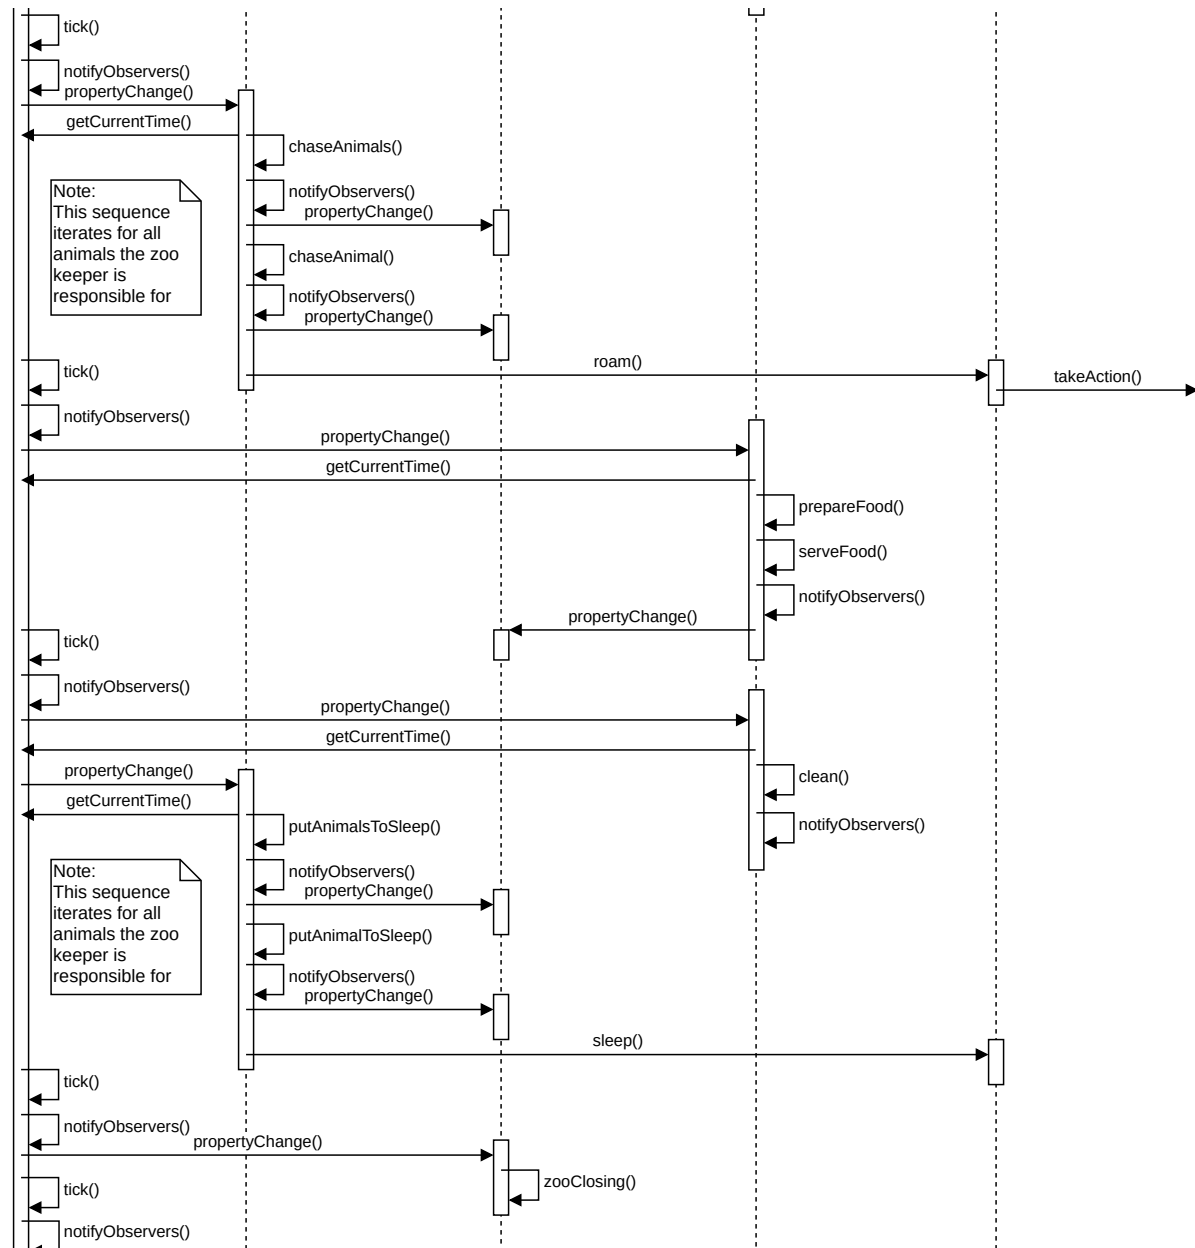 tick()
notifyObservers()
propertyChange()
getCurrentTime()
chaseAnimals()
Note:
This sequence
iterates for all
animals the zoo
keeper is
responsible for
notifyObservers()
propertyChange()
chaseAnimal()
notifyObservers()
propertyChange()
roam()
tick()
takeAction()
notifyObservers()
propertyChange()
getCurrentTime()
prepareFood()
serveFood()
notifyObservers()
propertyChange()
tick()
notifyObservers()
propertyChange()
getCurrentTime()
propertyChange()
clean()
getCurrentTime()
putAnimalsToSleep()
notifyObservers()
Note:
This sequence
iterates for all
animals the zoo
keeper is
responsible for
notifyObservers()
propertyChange()
putAnimalToSleep()
notifyObservers()
propertyChange()
sleep()
tick()
notifyObservers()
propertyChange()
zooClosing()
tick()
notifyObservers()